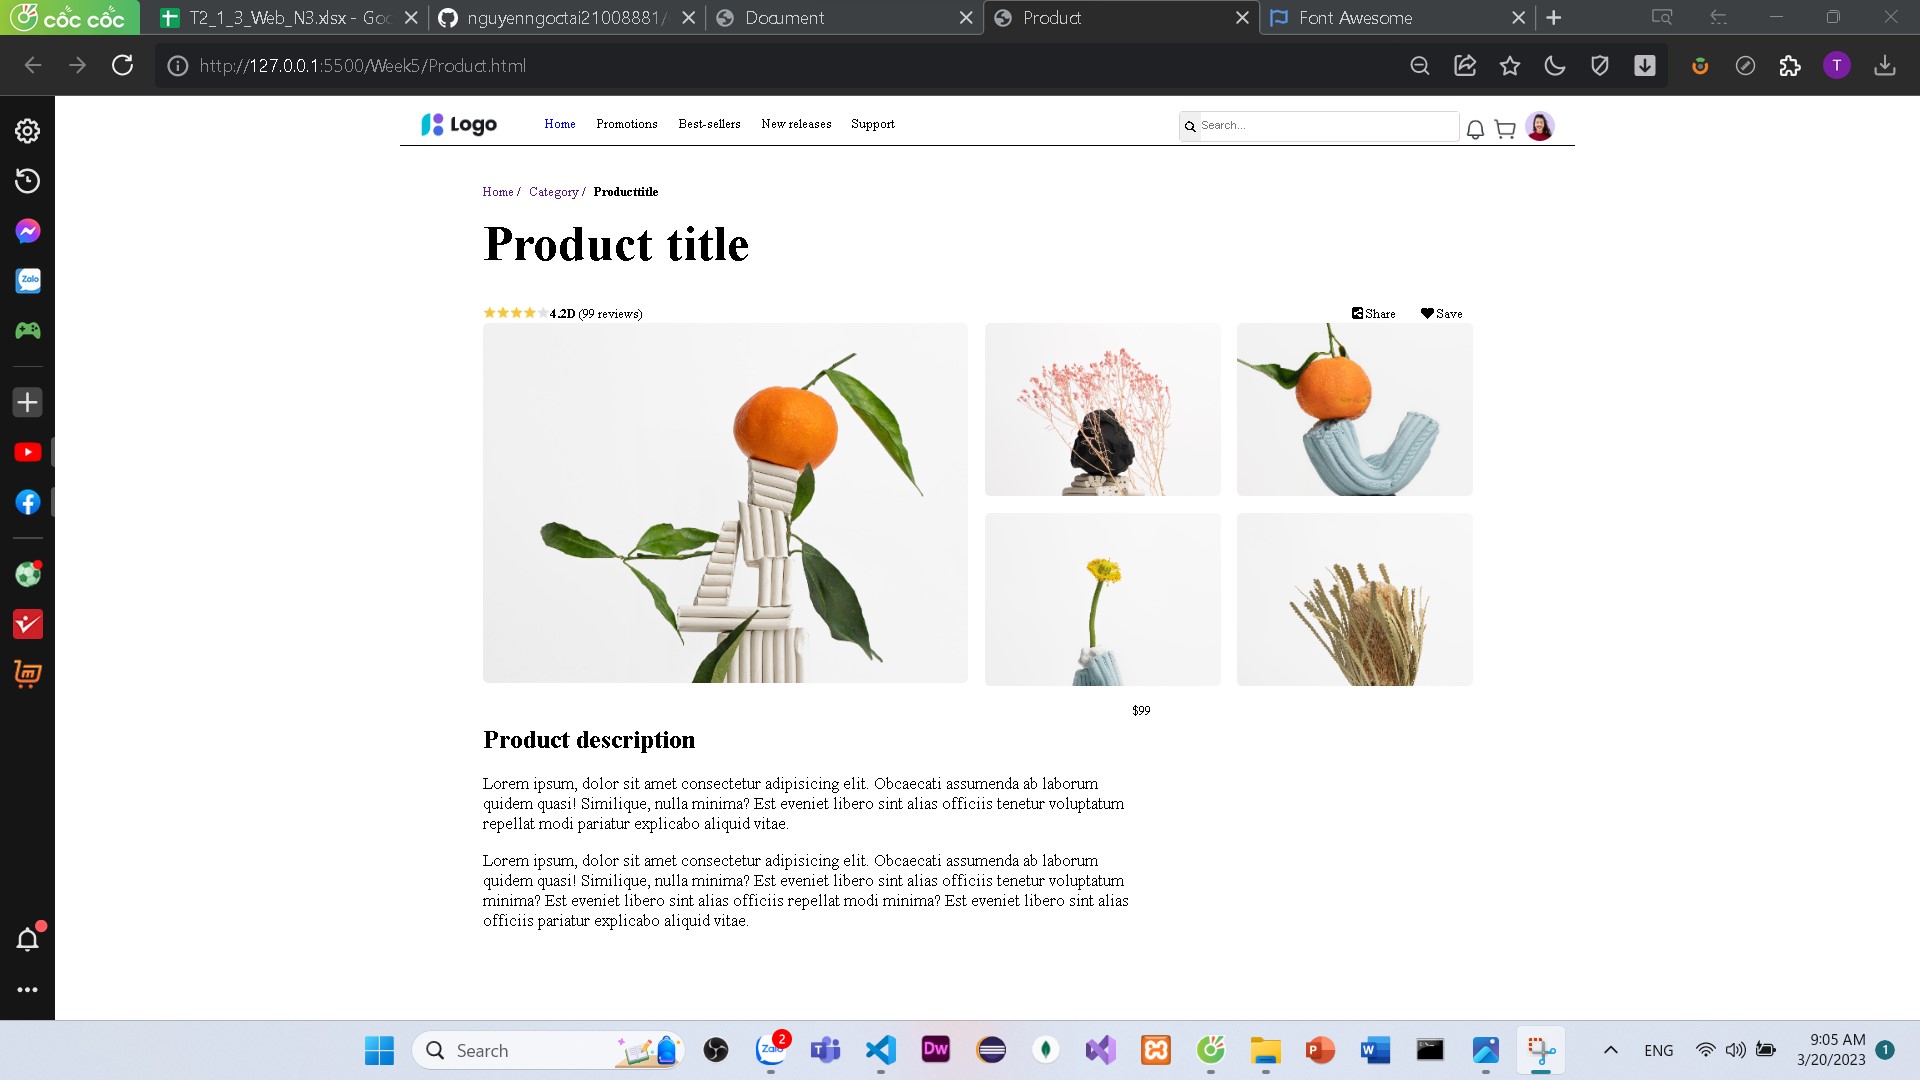 cốc cốc
T2_1_3_Web_N3.xlsx - Goo
nguyenngoctai21008881/
Document
Product
Font Awesome
http://127.0.0.1:5500/Week5/Product.html
T
Logo
Home
Promotions
Best-sellers
New releases
Support
Search...
Zalo
Home / Category / Producttitle
Product title
4.2D (99 reviews)
Share
Save
$99
Product description
Lorem ipsum, dolor sit amet consectetur adipisicing elit. Obcaecati assumenda ab laborum
quidem quasi! Similique, nulla minima? Est eveniet libero sint alias officiis tenetur voluptatum
repellat modi pariatur explicabo aliquid vitae.
Lorem ipsum, dolor sit amet consectetur adipisicing elit. Obcaecati assumenda ab laborum
quidem quasi! Similique, nulla minima? Est eveniet libero sint alias officiis tenetur voluptatum
minima? Est eveniet libero sint alias officiis repellat modi minima? Est eveniet libero sint alias
officiis pariatur explicabo aliquid vitae.
Search
Zalo
2
Dw
P
W
ENG
9:05 AM
3/20/2023
1